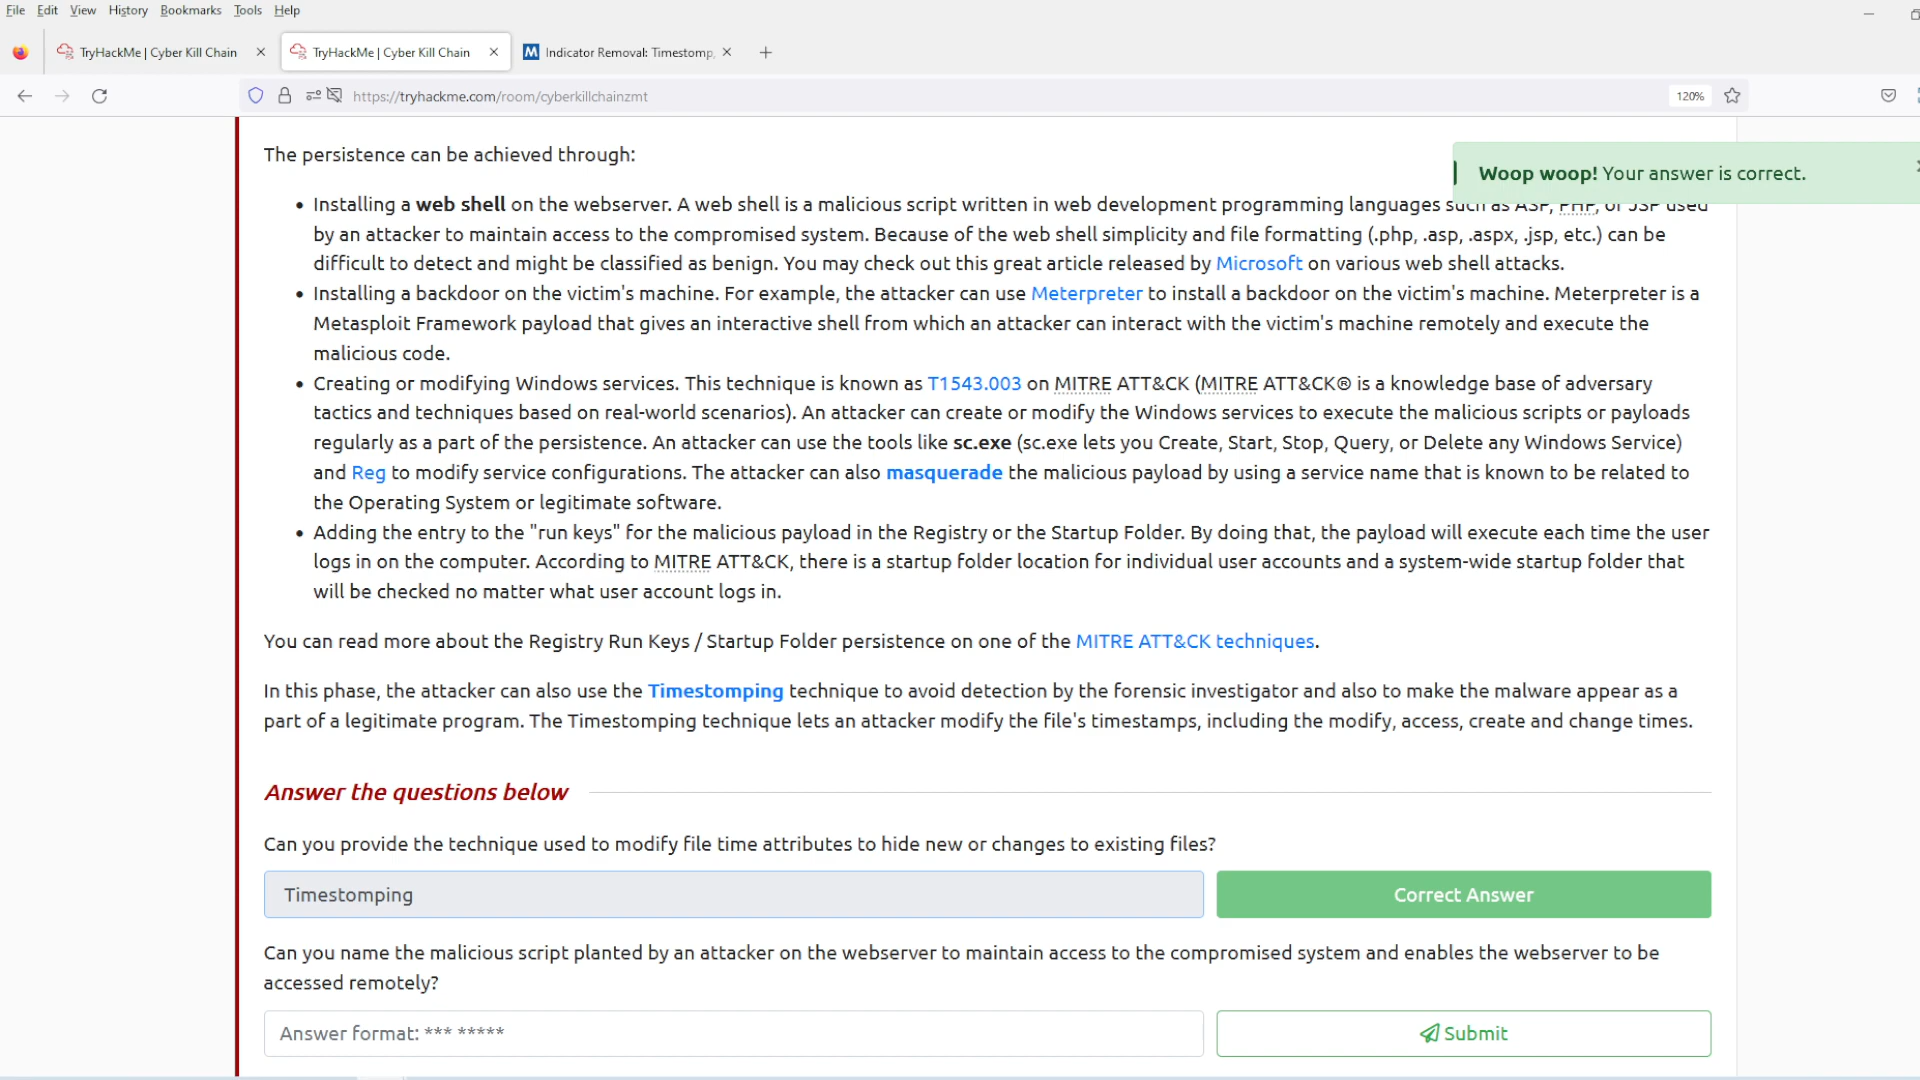 File Edit View History Bookmarks Tools Help
TryHackMe | Cyber Kill Chain
TryHackMe | Cyber Kill Chain
Indicator Removal: Timestomp,
https://tryhackme.com/room/cyberkillchainzmt
120%
The persistence can be achieved through:
Woop woop! Your answer is correct.
• Installing a web shell on the webserver. A web shell is a malicious script written in web development programming languages such as ASP, PHP, or JSP used
by an attacker to maintain access to the compromised system. Because of the web shell simplicity and file formatting (.php, .asp, .aspx, .jsp, etc.) can be
difficult to detect and might be classified as benign. You may check out this great article released by Microsoft on various web shell attacks.
• Installing a backdoor on the victim's machine. For example, the attacker can use Meterpreter to install a backdoor on the victim's machine. Meterpreter is a
Metasploit Framework payload that gives an interactive shell from which an attacker can interact with the victim's machine remotely and execute the
malicious code.
• Creating or modifying Windows services. This technique is known as T1543.003 on MITRE ATT&CK (MITRE ATT&CK® is a knowledge base of adversary
tactics and techniques based on real-world scenarios). An attacker can create or modify the Windows services to execute the malicious scripts or payloads
regularly as a part of the persistence. An attacker can use the tools like sc.exe (sc.exe lets you Create, Start, Stop, Query, or Delete any Windows Service)
and Reg to modify service configurations. The attacker can also masquerade the malicious payload by using a service name that is known to be related to
the Operating System or legitimate software.
• Adding the entry to the "run keys" for the malicious payload in the Registry or the Startup Folder. By doing that, the payload will execute each time the user
logs in on the computer. According to MITRE ATT&CK, there is a startup folder location for individual user accounts and a system-wide startup folder that
will be checked no matter what user account logs in.
You can read more about the Registry Run Keys / Startup Folder persistence on one of the MITRE ATT&CK techniques.
In this phase, the attacker can also use the Timestomping technique to avoid detection by the forensic investigator and also to make the malware appear as a
part of a legitimate program. The Timestomping technique lets an attacker modify the file's timestamps, including the modify, access, create and change times.
Answer the questions below
Can you provide the technique used to modify file time attributes to hide new or changes to existing files?
Timestomping
Correct Answer
Can you name the malicious script planted by an attacker on the webserver to maintain access to the compromised system and enables the webserver to be
accessed remotely?
Answer format: *** *****
Submit